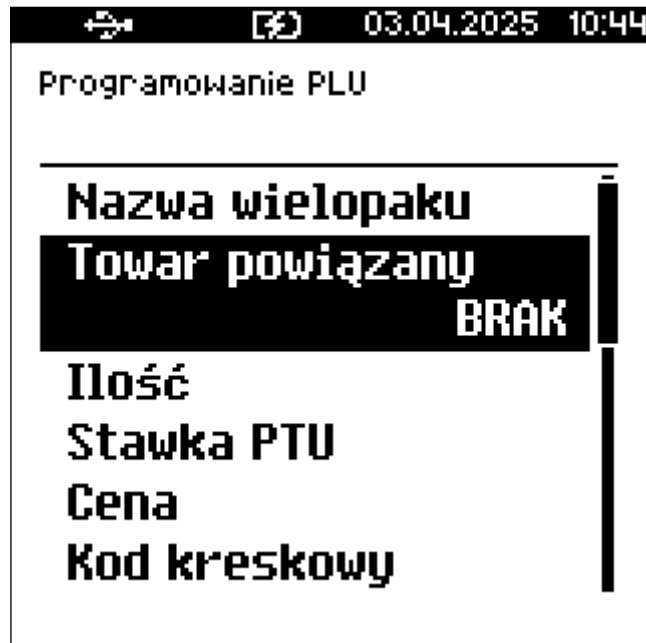 03.04.2025 10:44
Programowanie PLU
Nazwa wielopaku
Towar powiązany
BRAK
Ilość
Stawka PTU
Cena
Kod kreskowy